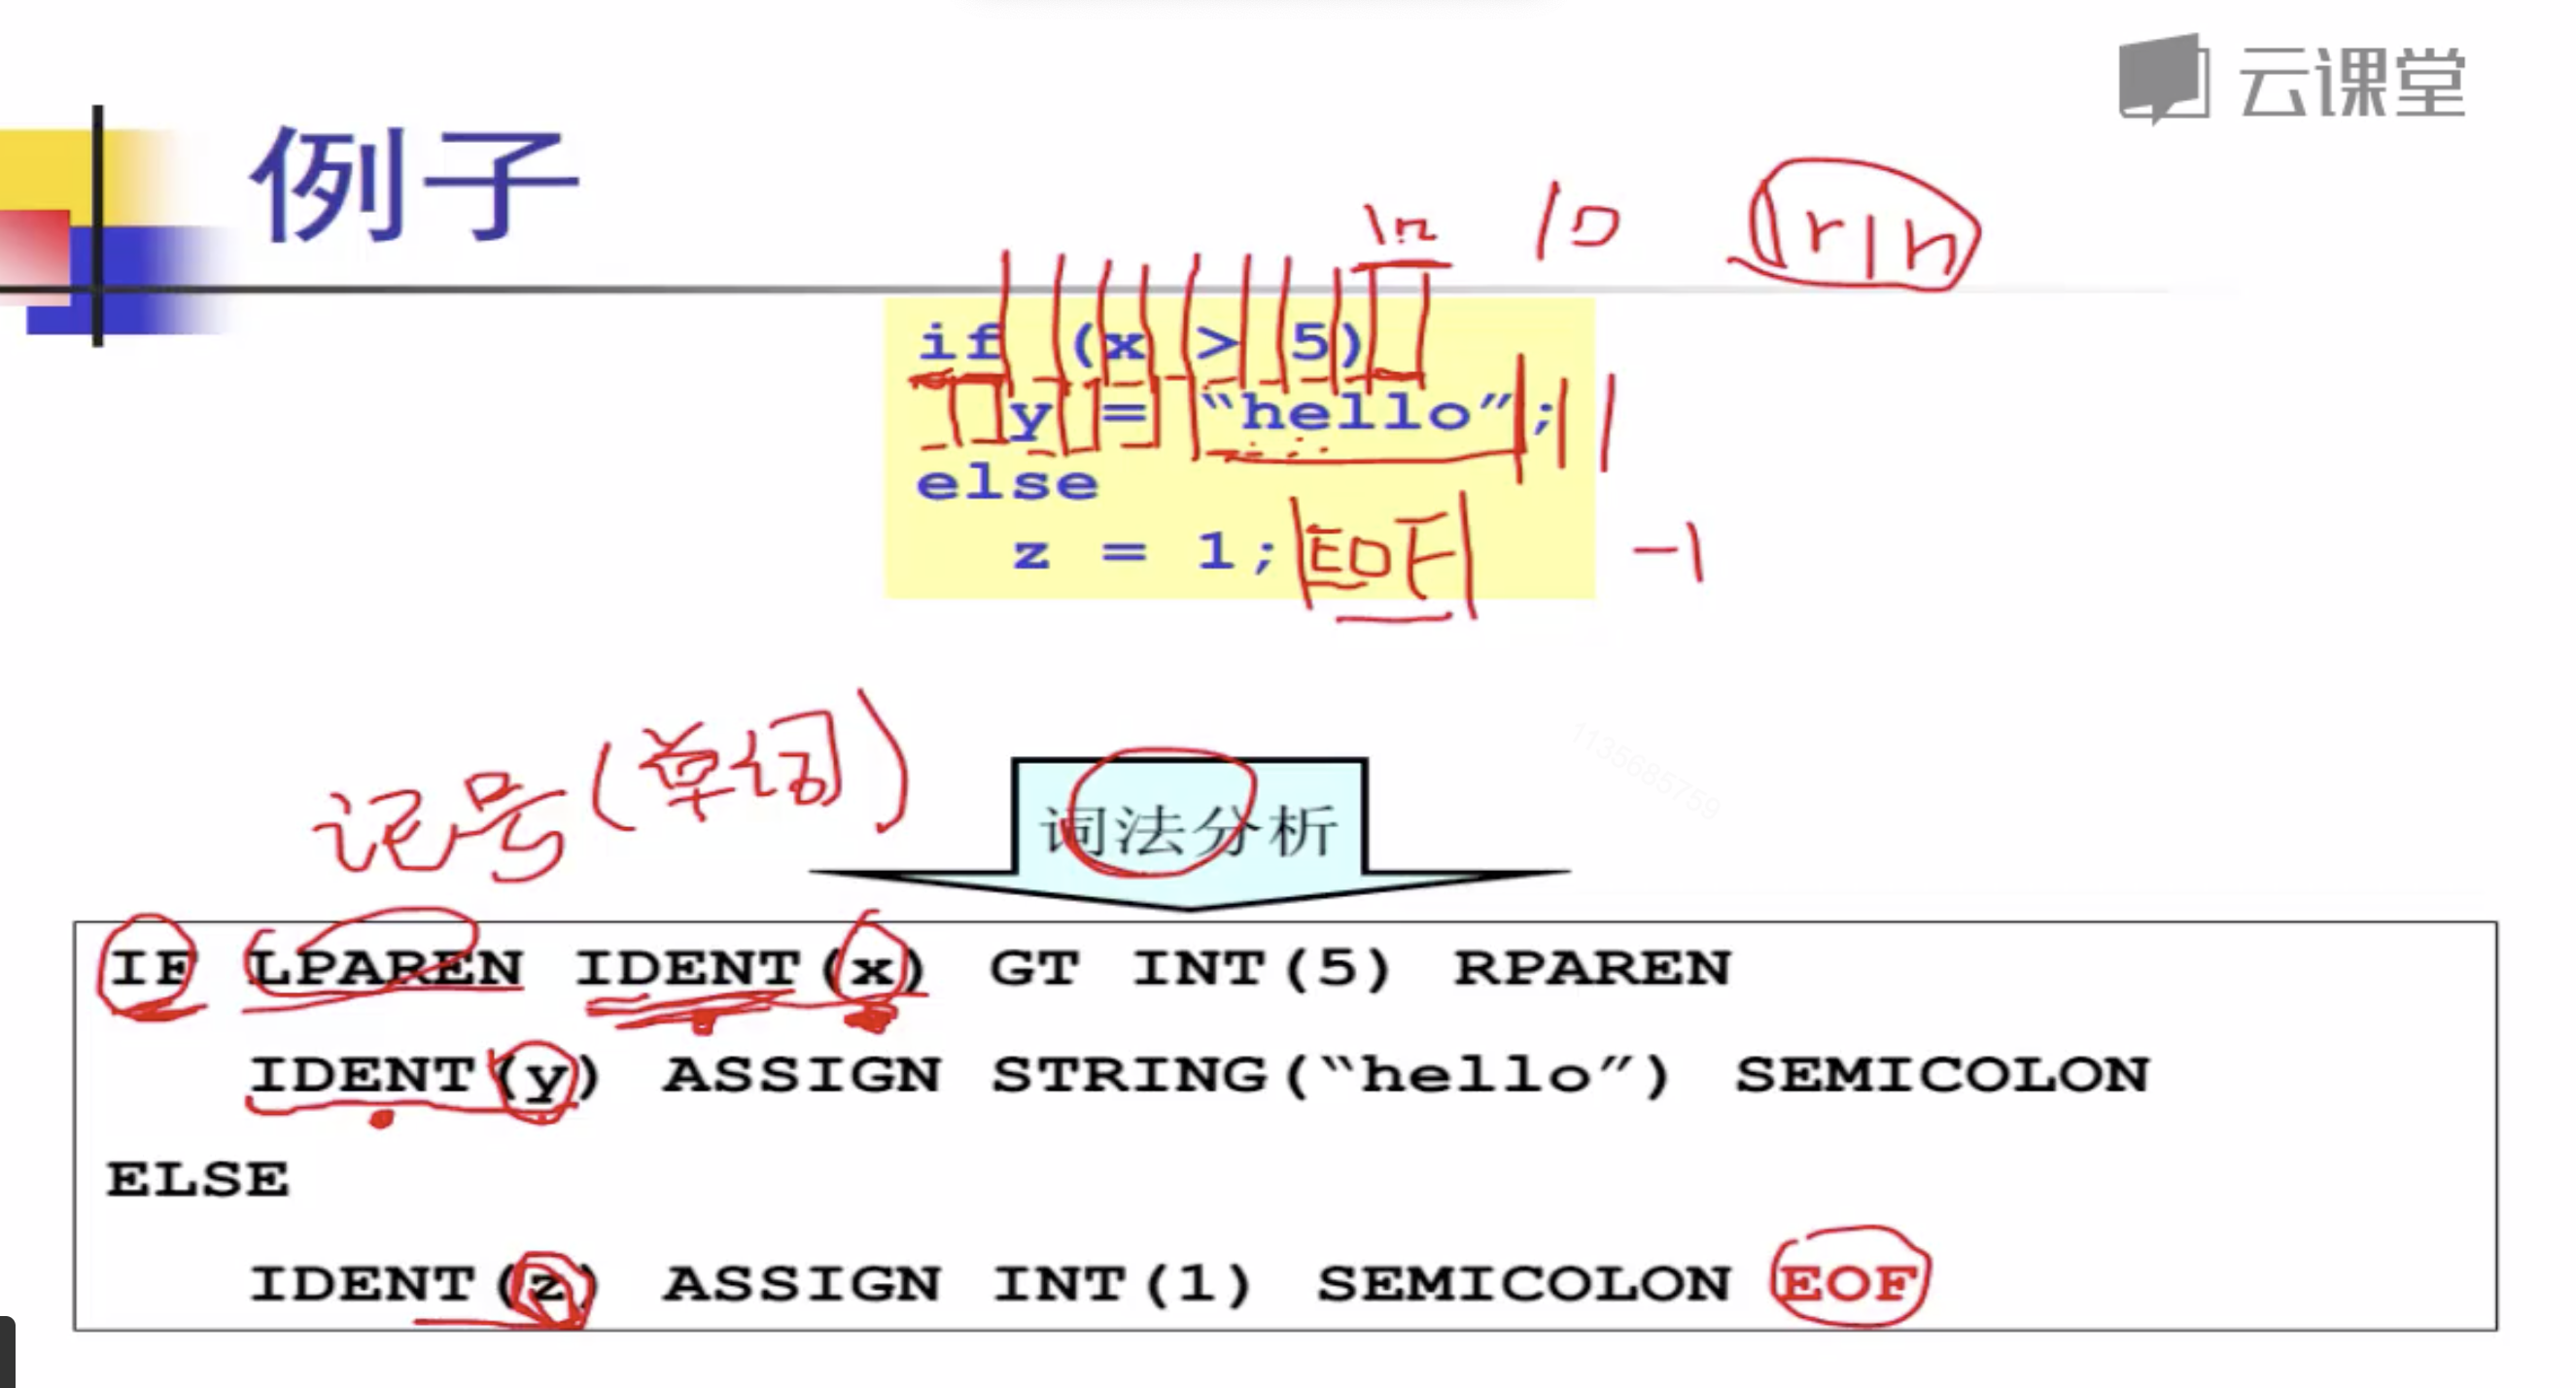 云课堂
例子
\n 10 \r\n
if (x > 5)
y = “hello”;
else
z = 1; EOF
-1
记号(单词)
词法分析
1135685759
IF LPAREN IDENT(x) GT INT(5) RPAREN
IDENT(y) ASSIGN STRING(“hello”) SEMICOLON
ELSE
IDENT(z) ASSIGN INT(1) SEMICOLON EOF